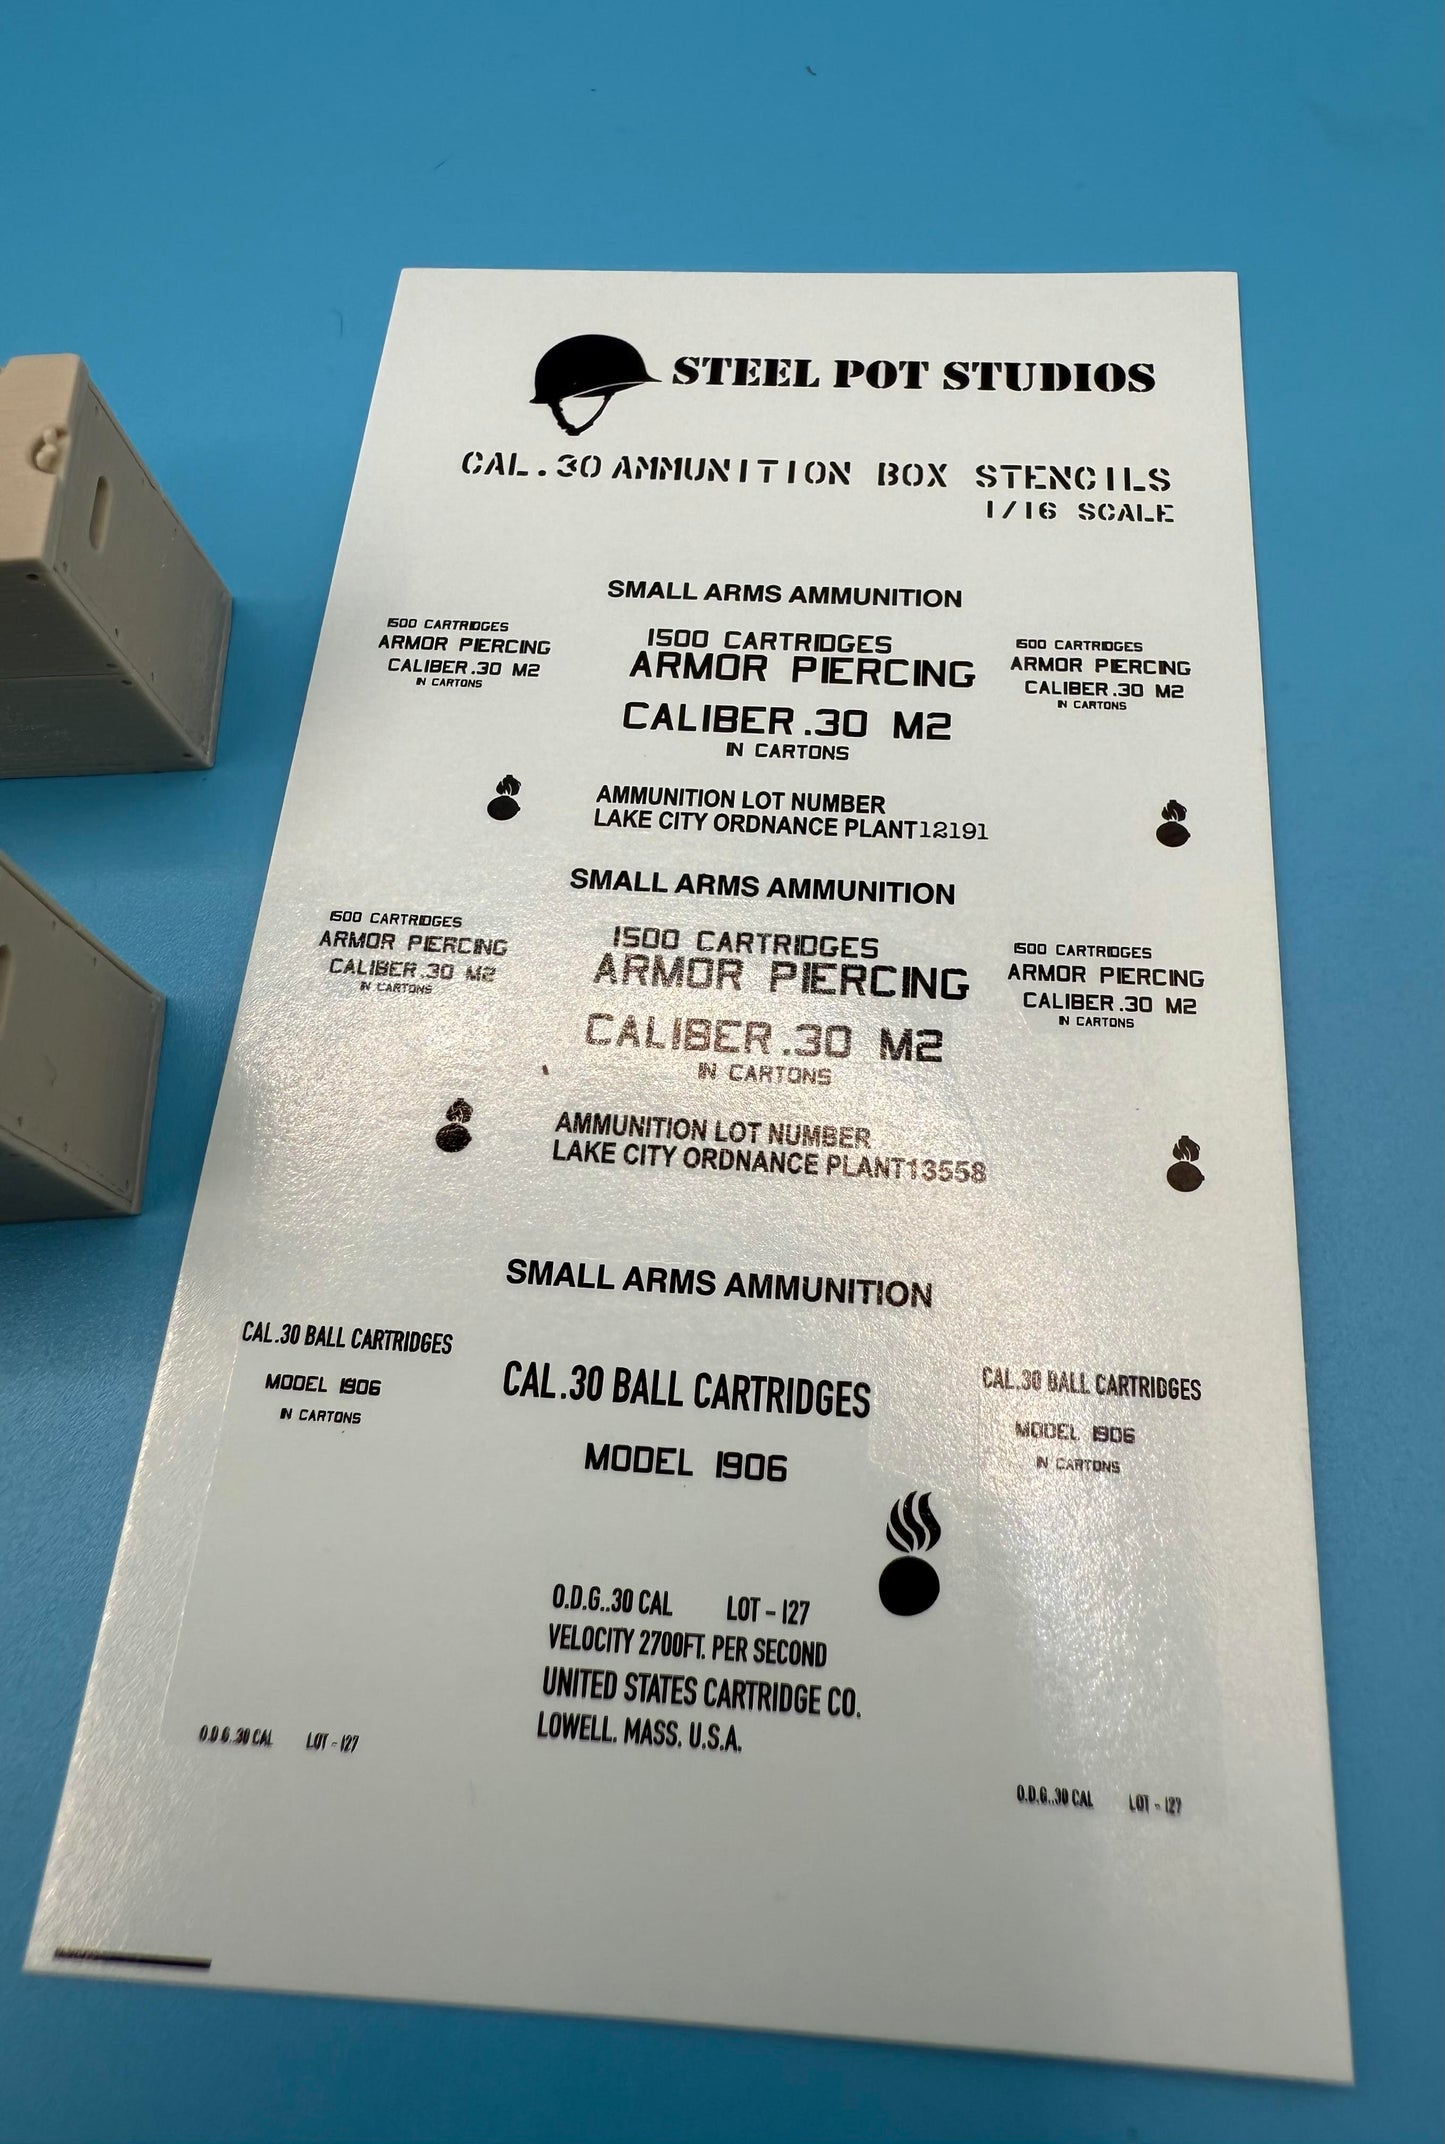 STEEL POT STUDIOS
CAL.30 AMMUNITION BOX STENCILS
1/16 SCALE
SMALL ARMS AMMUNITION
1500 CARTRIDGES
ARMOR PIERCING
CALIBER.30 M2
IN CARTONS
1500 CARTRIDGES
ARMOR PIERCING
CALIBER.30 M2
IN CARTONS
1500 CARTRIDGES
ARMOR PIERCING
CALIBER.30 M2
IN CARTONS
AMMUNITION LOT NUMBER
LAKE CITY ORDNANCE PLANT12191
SMALL ARMS AMMUNITION
1500 CARTRIDGES
ARMOR PIERCING
CALIBER.30 M2
IN CARTONS
1500 CARTRIDGES
ARMOR PIERCING
CALIBER.30 M2
IN CARTONS
1500 CARTRIDGES
ARMOR PIERCING
CALIBER.30 M2
IN CARTONS
AMMUNITION LOT NUMBER
LAKE CITY ORDNANCE PLANT13558
SMALL ARMS AMMUNITION
CAL.30 BALL CARTRIDGES
MODEL 1906
IN CARTONS
CAL.30 BALL CARTRIDGES
MODEL 1906
CAL.30 BALL CARTRIDGES
MODEL 1906
IN CARTONS
O.D.G..30 CAL LOT - 127
VELOCITY 2700FT. PER SECOND
UNITED STATES CARTRIDGE CO.
LOWELL. MASS. U.S.A.
O.D.G..30 CAL LOT - 127
O.D.G..30 CAL LOT - 127